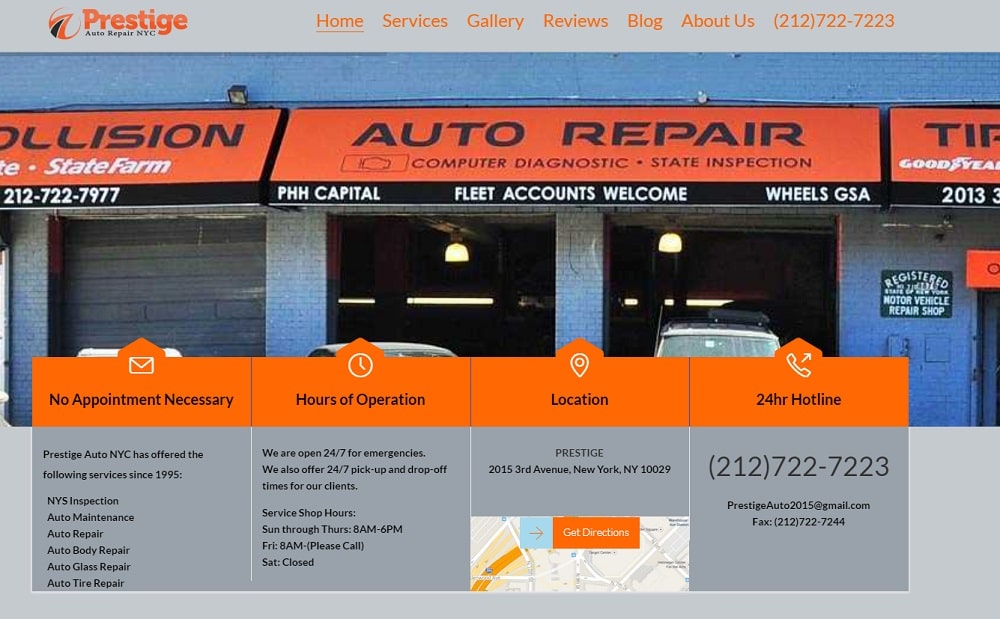 Prestige
Auto Repair NYC
Home Services Gallery Reviews Blog About Us (212)722-7223
OLLISION
te • StateFarm
212-722-7977
AUTO REPAIR
COMPUTER DIAGNOSTIC • STATE INSPECTION
PHH CAPITAL FLEET ACCOUNTS WELCOME WHEELS GSA
TIR
GOODYEA
2013 3
REGISTERED
STATE OF NEW YORK
MOTOR VEHICLE
REPAIR SHOP
No Appointment Necessary
Prestige Auto NYC has offered the
following services since 1995:
NYS Inspection
Auto Maintenance
Auto Repair
Auto Body Repair
Auto Glass Repair
Auto Tire Repair
Hours of Operation
We are open 24/7 for emergencies.
We also offer 24/7 pick-up and drop-off
times for our clients.
Service Shop Hours:
Sun through Thurs: 8AM-6PM
Fri: 8AM-(Please Call)
Sat: Closed
Location
PRESTIGE
2015 3rd Avenue, New York, NY 10029
Get Directions
24hr Hotline
(212)722-7223
PrestigeAuto2015@gmail.com
Fax: (212)722-7244